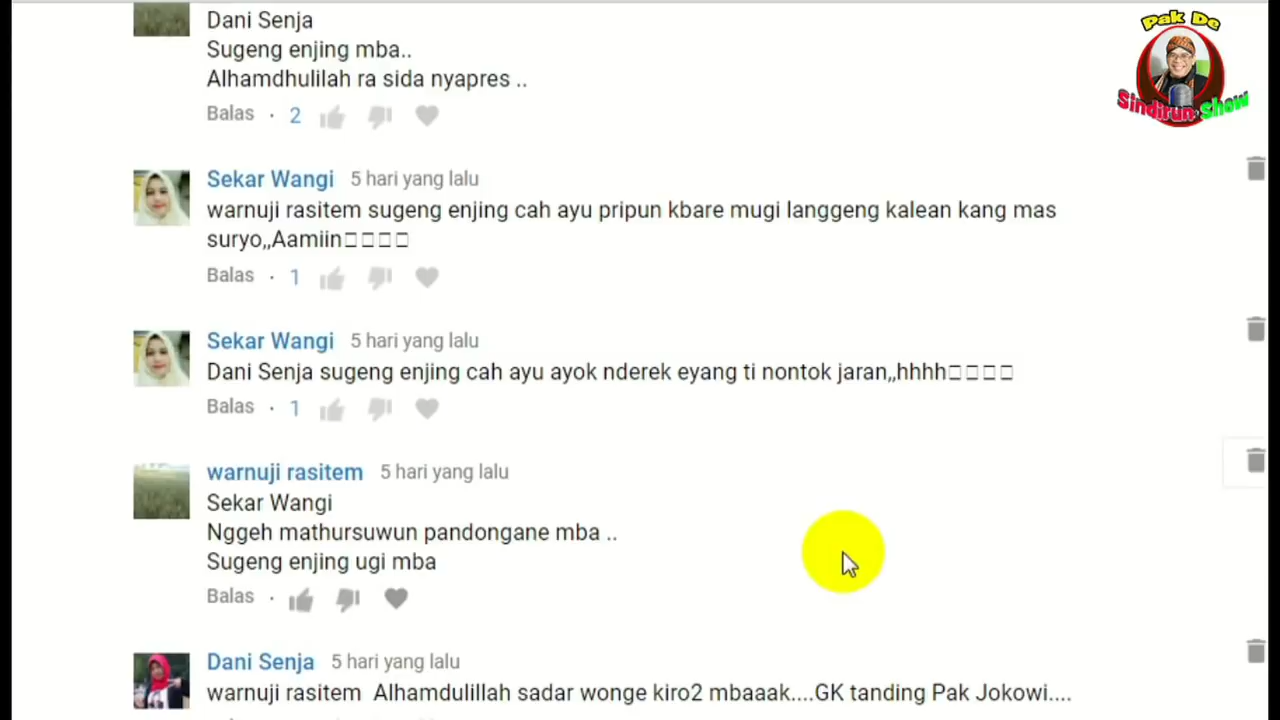 Dani Senja
Sugeng enjing mba..
Alhamdhulilah ra sida nyapres ..
Balas · 2
Pak De
Sindirun Show
Sekar Wangi 5 hari yang lalu
warnuji rasitem sugeng enjing cah ayu pripun kbare mugi langgeng kalean kang mas
suryo,,Aamiin□□□□
Balas · 1
Sekar Wangi 5 hari yang lalu
Dani Senja sugeng enjing cah ayu ayok nderek eyang ti nontok jaran,,hhhh□□□□
Balas · 1
warnuji rasitem 5 hari yang lalu
Sekar Wangi
Nggeh mathursuwun pandongane mba ..
Sugeng enjing ugi mba
Balas ·
Dani Senja 5 hari yang lalu
warnuji rasitem Alhamdulillah sadar wonge kiro2 mbaaak....GK tanding Pak Jokowi....